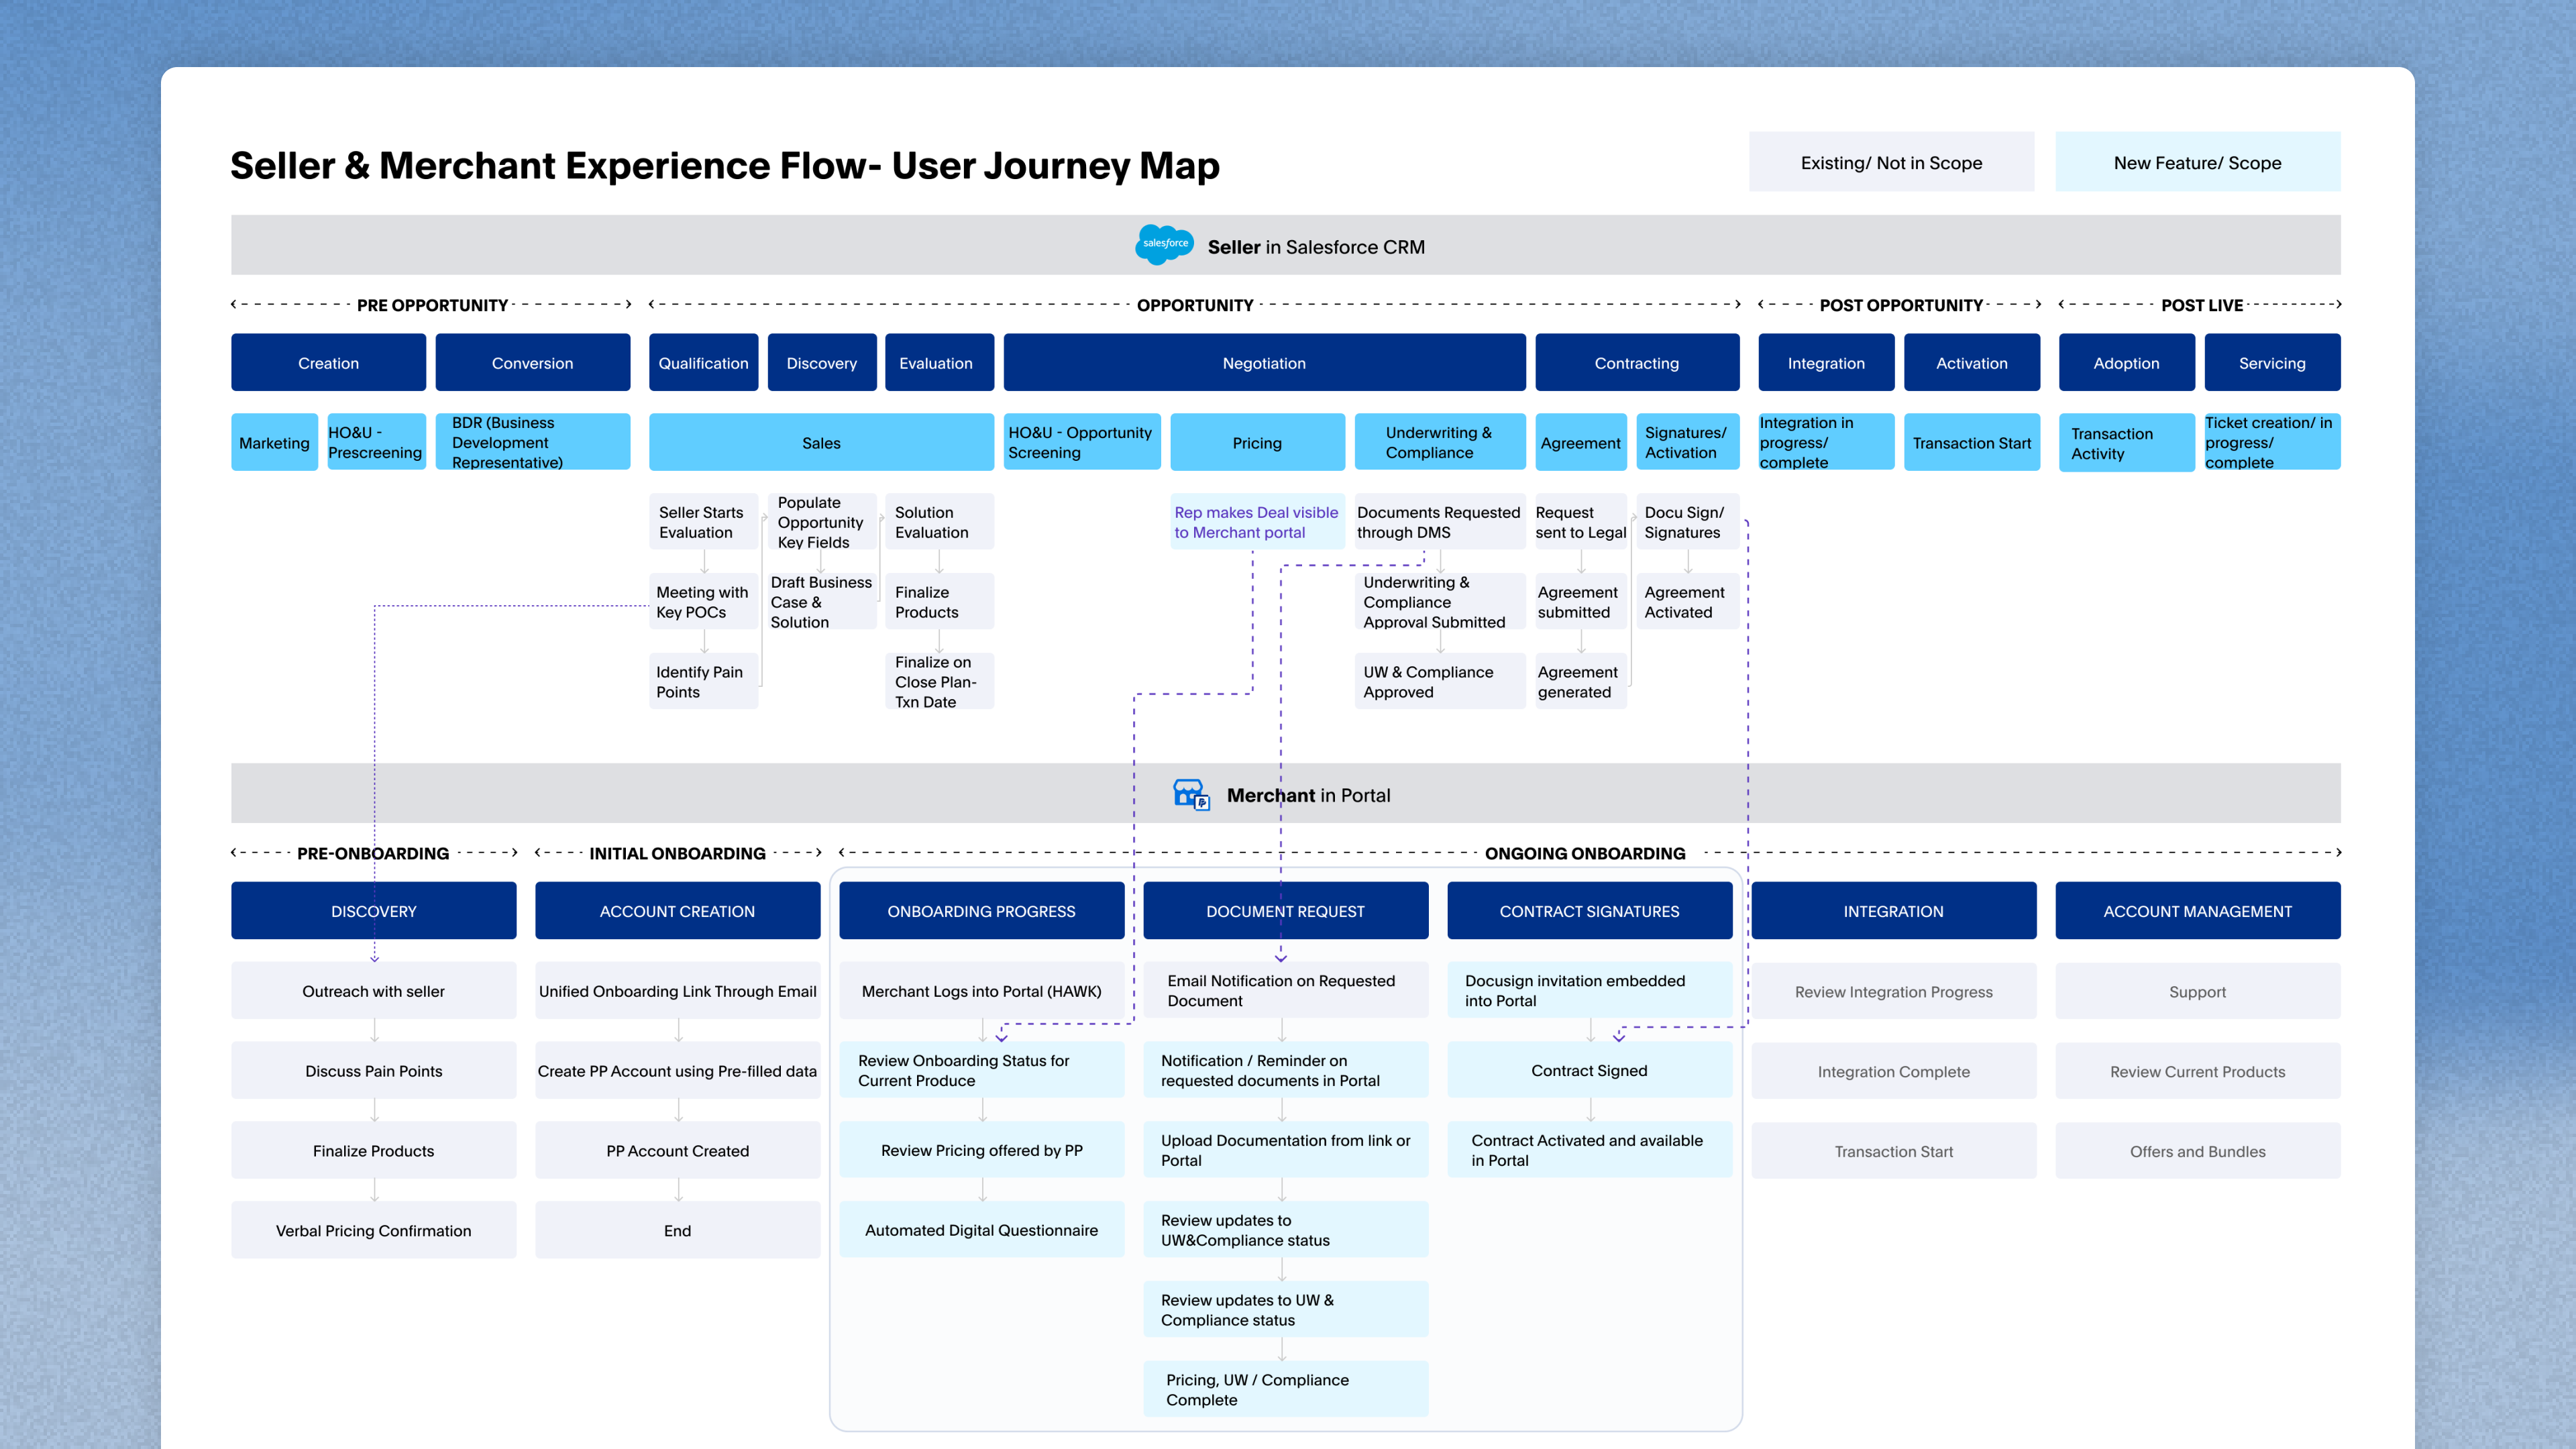 Seller & Merchant Experience Flow- User Journey Map
Existing/ Not in Scope
New Feature/ Scope
salesforce
Seller in Salesforce CRM
PRE OPPORTUNITY
OPPORTUNITY
POST OPPORTUNITY
POST LIVE
Creation
Conversion
Qualification
Discovery
Evaluation
Negotiation
Contracting
Integration
Activation
Adoption
Servicing
Marketing
HO&U -
Prescreening
BDR (Business
Development
Representative)
Sales
HO&U - Opportunity
Screening
Pricing
Underwriting &
Compliance
Agreement
Signatures/
Activation
Integration in
progress/
complete
Transaction Start
Transaction
Activity
Ticket creation/ in
progress/
complete
Seller Starts
Evaluation
Meeting with
Key POCs
Identify Pain
Points
Populate
Opportunity
Key Fields
Draft Business
Case &
Solution
Solution
Evaluation
Finalize
Products
Finalize on
Close Plan-
Txn Date
Rep makes Deal visible
to Merchant portal
Documents Requested
through DMS
Underwriting &
Compliance
Approval Submitted
UW & Compliance
Approved
Request
sent to Legal
Agreement
submitted
Agreement
generated
Docu Sign/
Signatures
Agreement
Activated
Merchant in Portal
PRE-ONBOARDING
INITIAL ONBOARDING
ONGOING ONBOARDING
DISCOVERY
ACCOUNT CREATION
ONBOARDING PROGRESS
DOCUMENT REQUEST
CONTRACT SIGNATURES
INTEGRATION
ACCOUNT MANAGEMENT
Outreach with seller
Discuss Pain Points
Finalize Products
Verbal Pricing Confirmation
Unified Onboarding Link Through Email
Create PP Account using Pre-filled data
PP Account Created
End
Merchant Logs into Portal (HAWK)
Review Onboarding Status for
Current Produce
Review Pricing offered by PP
Automated Digital Questionnaire
Email Notification on Requested
Document
Notification / Reminder on
requested documents in Portal
Upload Documentation from link or
Portal
Review updates to
UW&Compliance status
Review updates to UW &
Compliance status
Pricing, UW / Compliance
Complete
Docusign invitation embedded
into Portal
Contract Signed
Contract Activated and available
in Portal
Review Integration Progress
Integration Complete
Transaction Start
Support
Review Current Products
Offers and Bundles